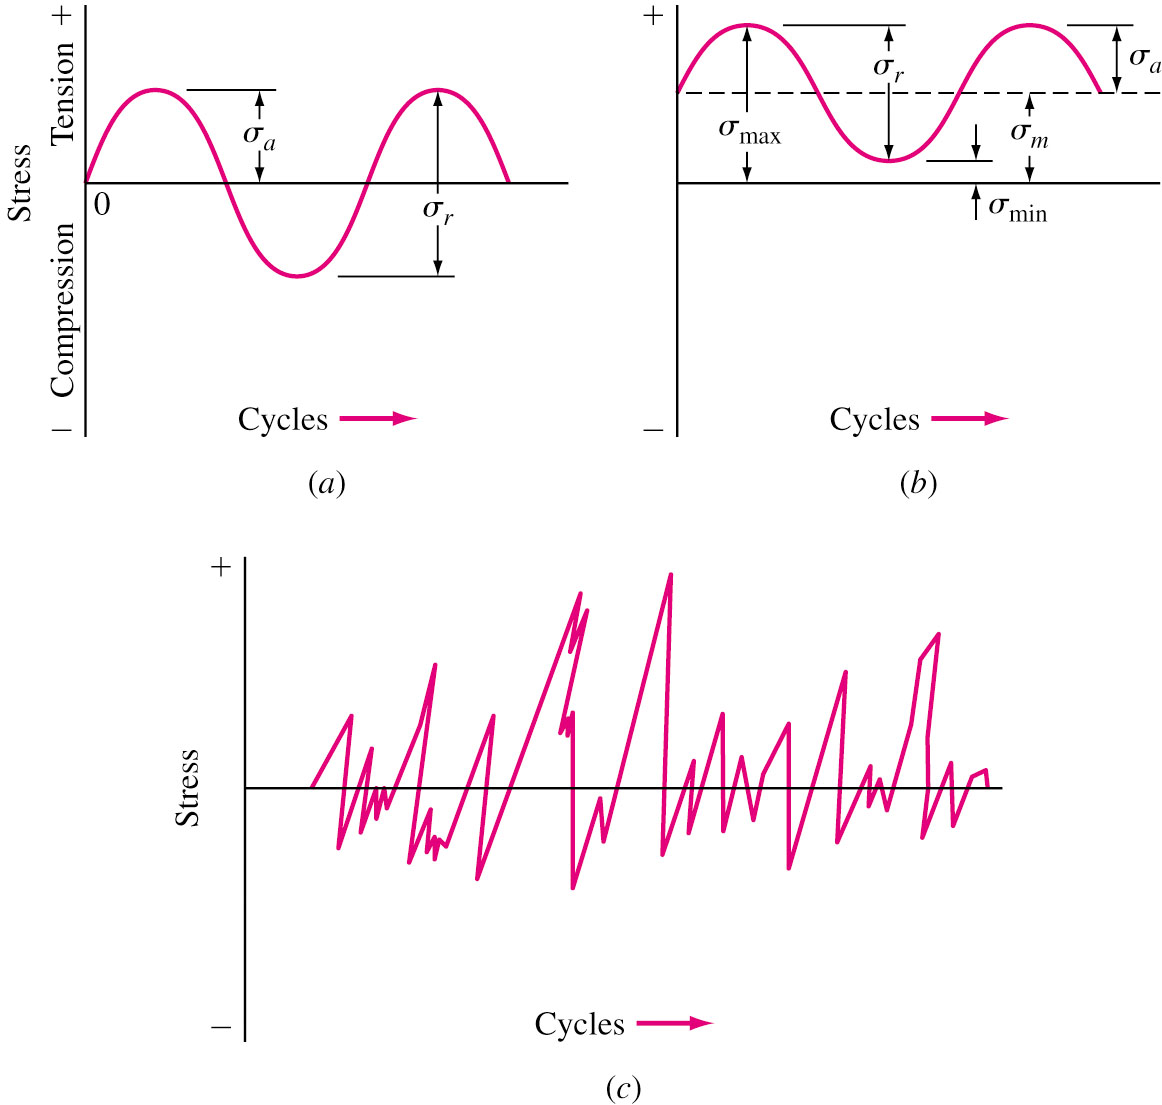 +
Tension
Stress
Compression
−
0
σa
σr
Cycles
(a)
+
σmax
σr
σa
σm
σmin
−
Cycles
(b)
+
Stress
−
Cycles
(c)